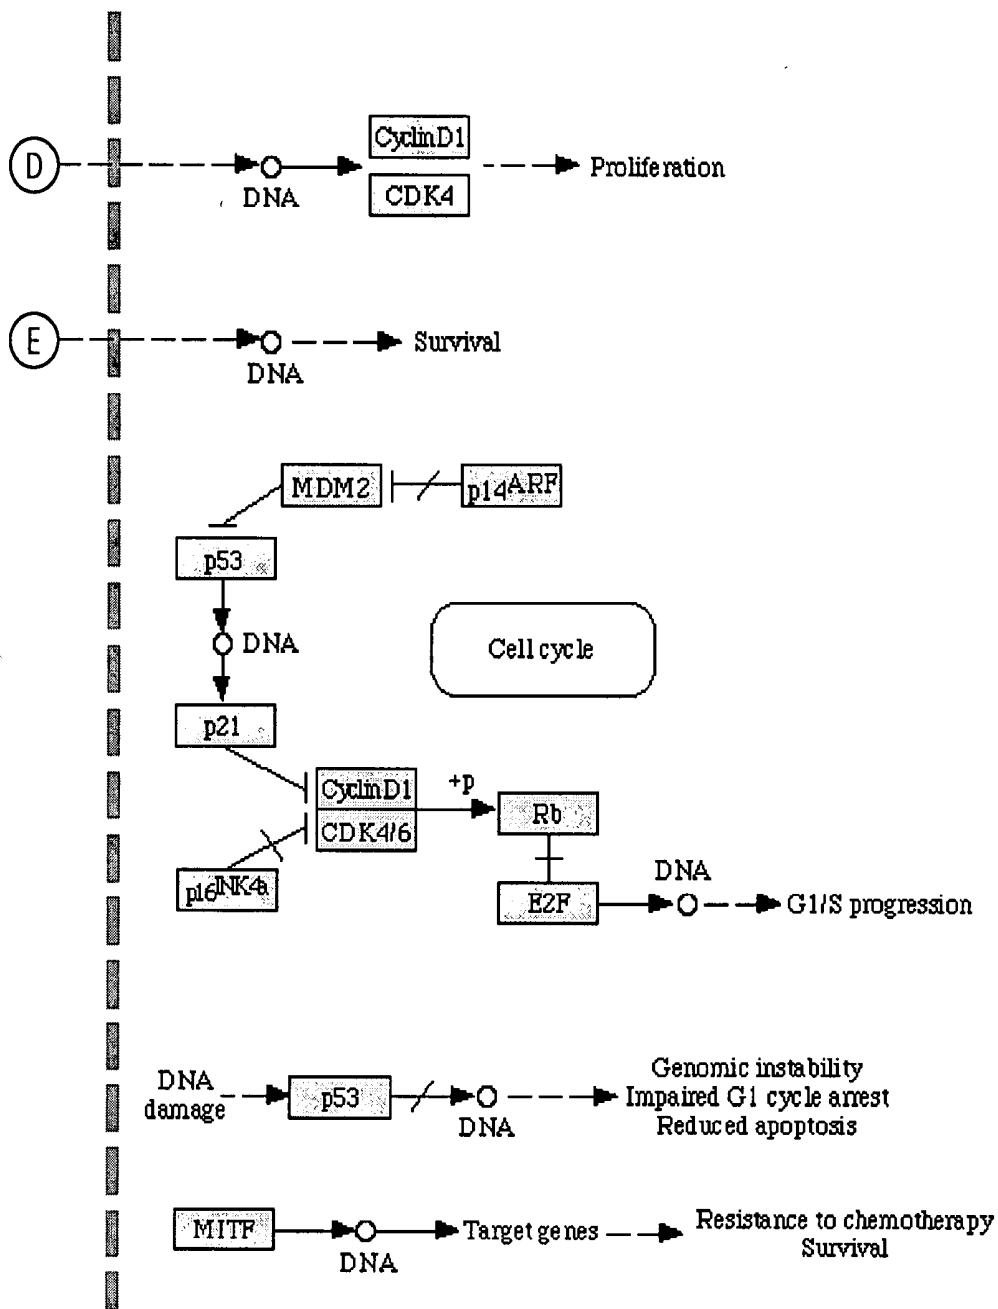 D
DNA
CyclinD1
CDK4
Proliferation
E
DNA
Survival
MDM2
p14ARF
p53
DNA
Cell cycle
p21
CyclinD1
CDK4/6
+p
Rb
p16INK4a
E2F
DNA
G1/S progression
DNA
damage
p53
DNA
Genomic instability
Impaired G1 cycle arrest
Reduced apoptosis
MITF
DNA
Target genes
Resistance to chemotherapy
Survival